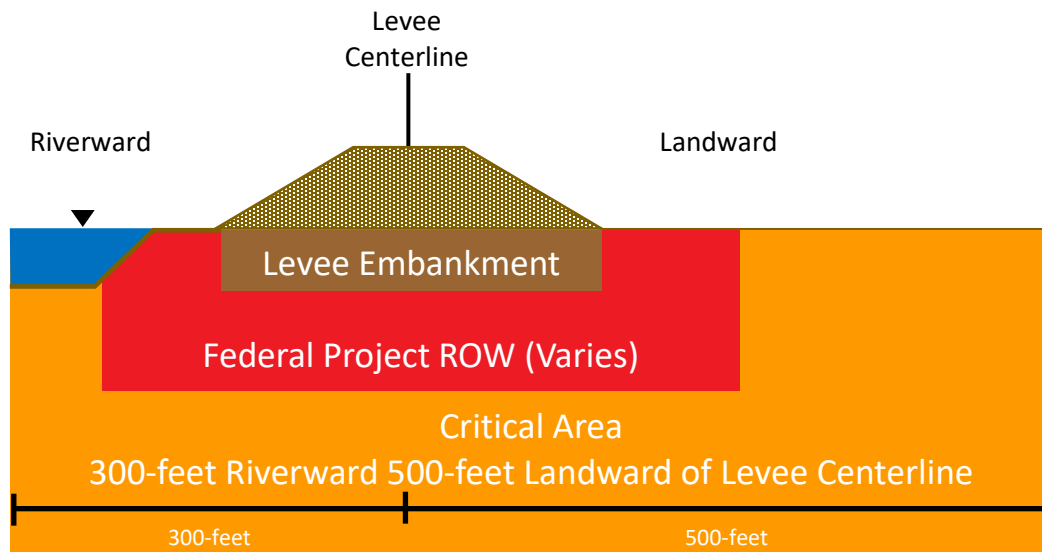 Levee
Centerline
Riverward
Landward
Levee Embankment
Federal Project ROW (Varies)
Critical Area
300-feet Riverward 500-feet Landward of Levee Centerline
300-feet
500-feet